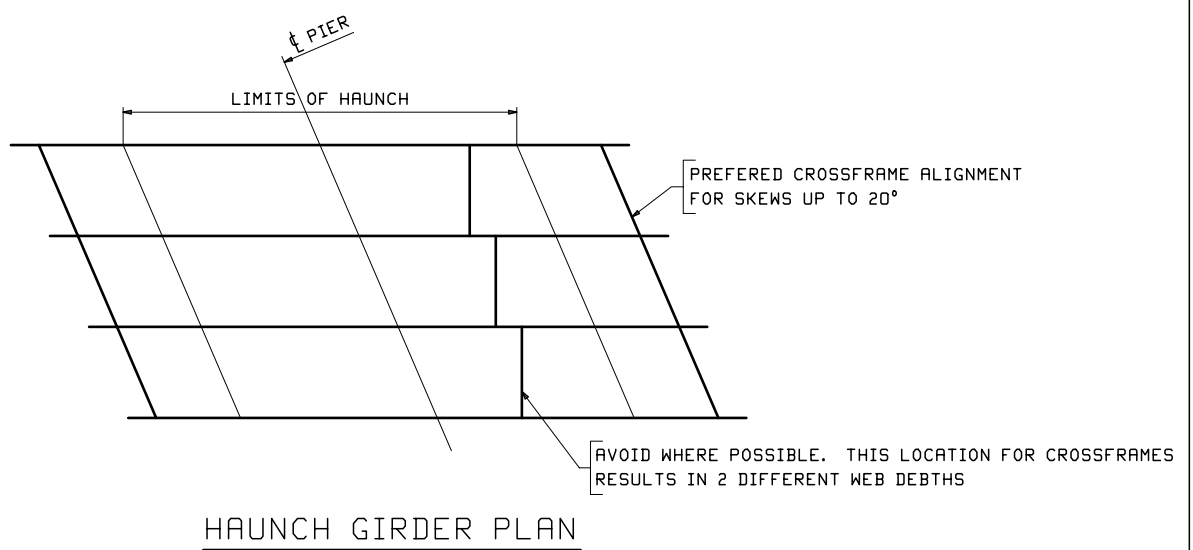 ℄ PIER
LIMITS OF HAUNCH
PREFERED CROSSFRAME ALIGNMENT
FOR SKEWS UP TO 20°
AVOID WHERE POSSIBLE. THIS LOCATION FOR CROSSFRAMES
RESULTS IN 2 DIFFERENT WEB DEBTHS
HAUNCH GIRDER PLAN